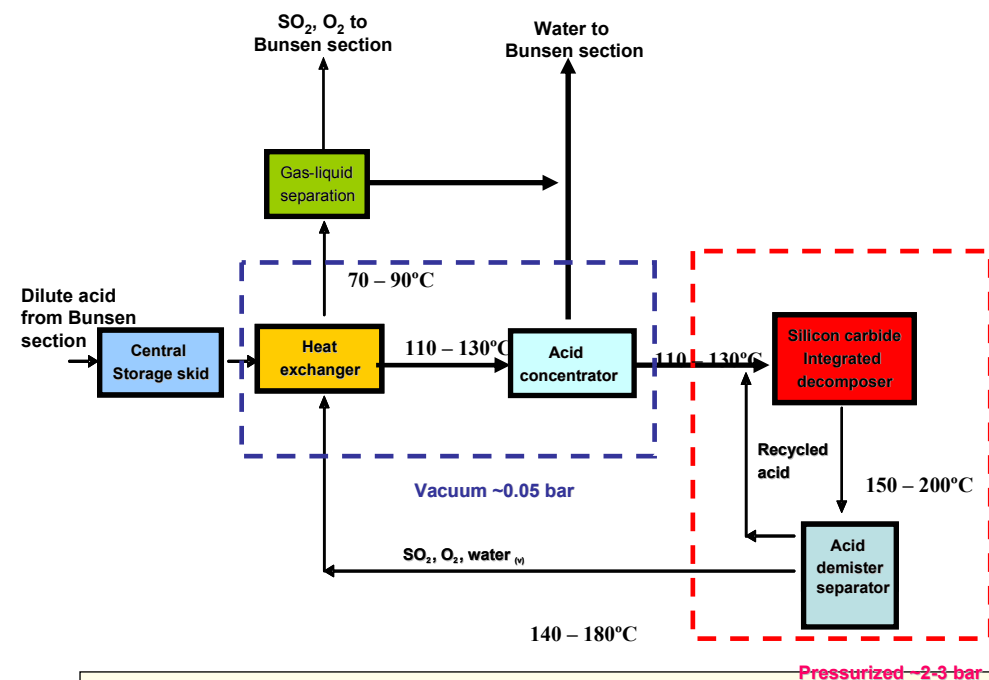 SO₂, O₂ to
Bunsen section
Water to
Bunsen section
Gas-liquid
separation
70 – 90ºC
Dilute acid
from Bunsen
section
Central
Storage skid
Heat
exchanger
110 – 130ºC
Acid
concentrator
110 – 130ºC
Silicon carbide
Integrated
decomposer
Recycled
acid
150 – 200ºC
Vacuum ~0.05 bar
Acid
demister
separator
SO₂, O₂, water (v)
140 – 180ºC
Pressurized ~2-3 bar